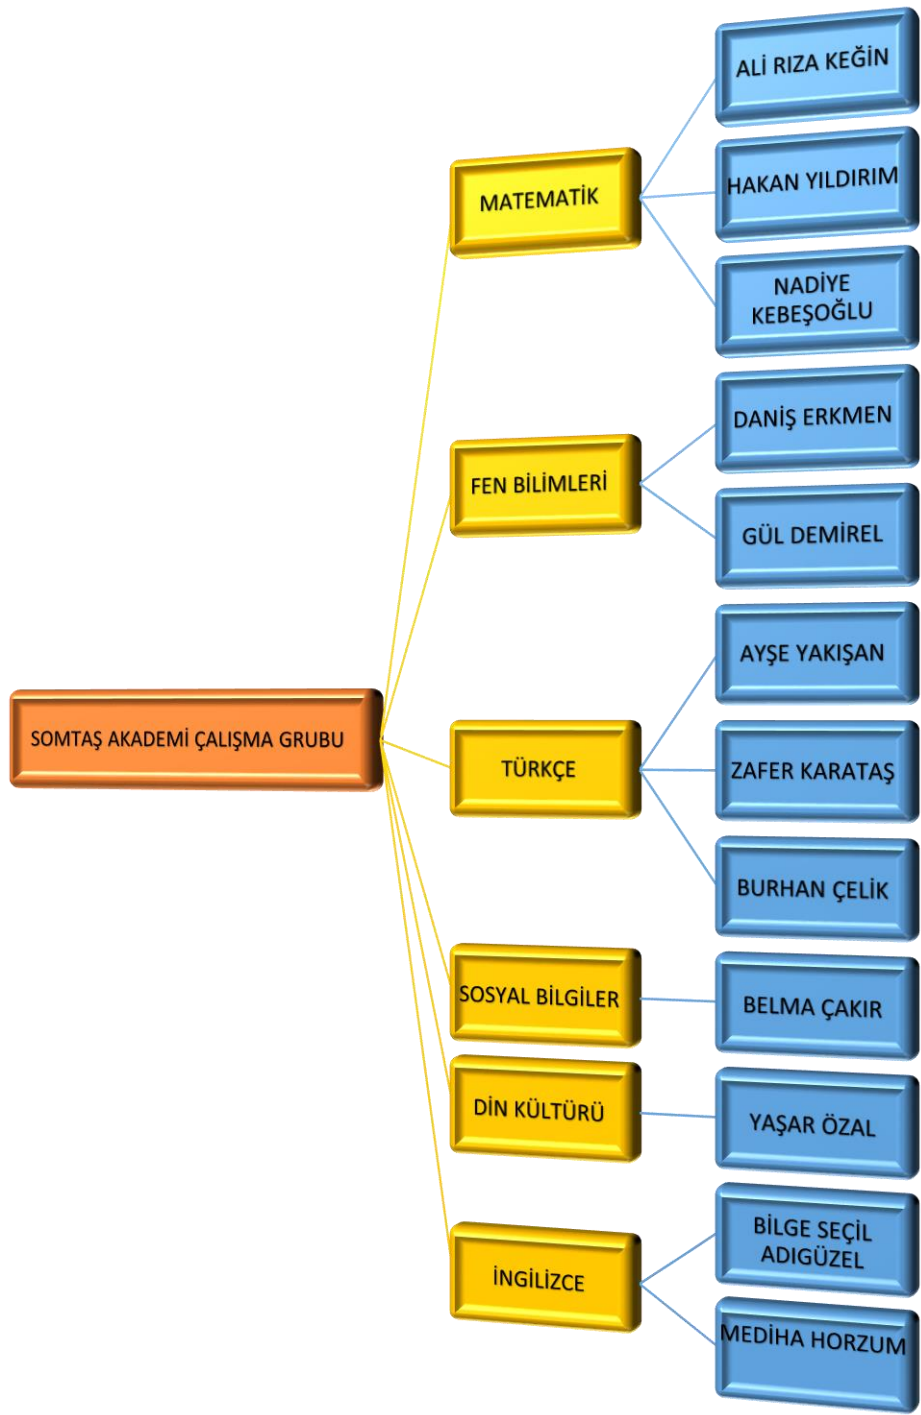 SOMTAŞ AKADEMİ ÇALIŞMA GRUBU
MATEMATİK
ALİ RIZA KEĞİN
HAKAN YILDIRIM
NADİYE
KEBEŞOĞLU
FEN BİLİMLERİ
DANİŞ ERKMEN
GÜL DEMİREL
TÜRKÇE
AYŞE YAKIŞAN
ZAFER KARATAŞ
BURHAN ÇELİK
SOSYAL BİLGİLER
BELMA ÇAKIR
DİN KÜLTÜRÜ
YAŞAR ÖZAL
İNGİLİZCE
BİLGE SEÇİL
ADIGÜZEL
MEDİHA HORZUM